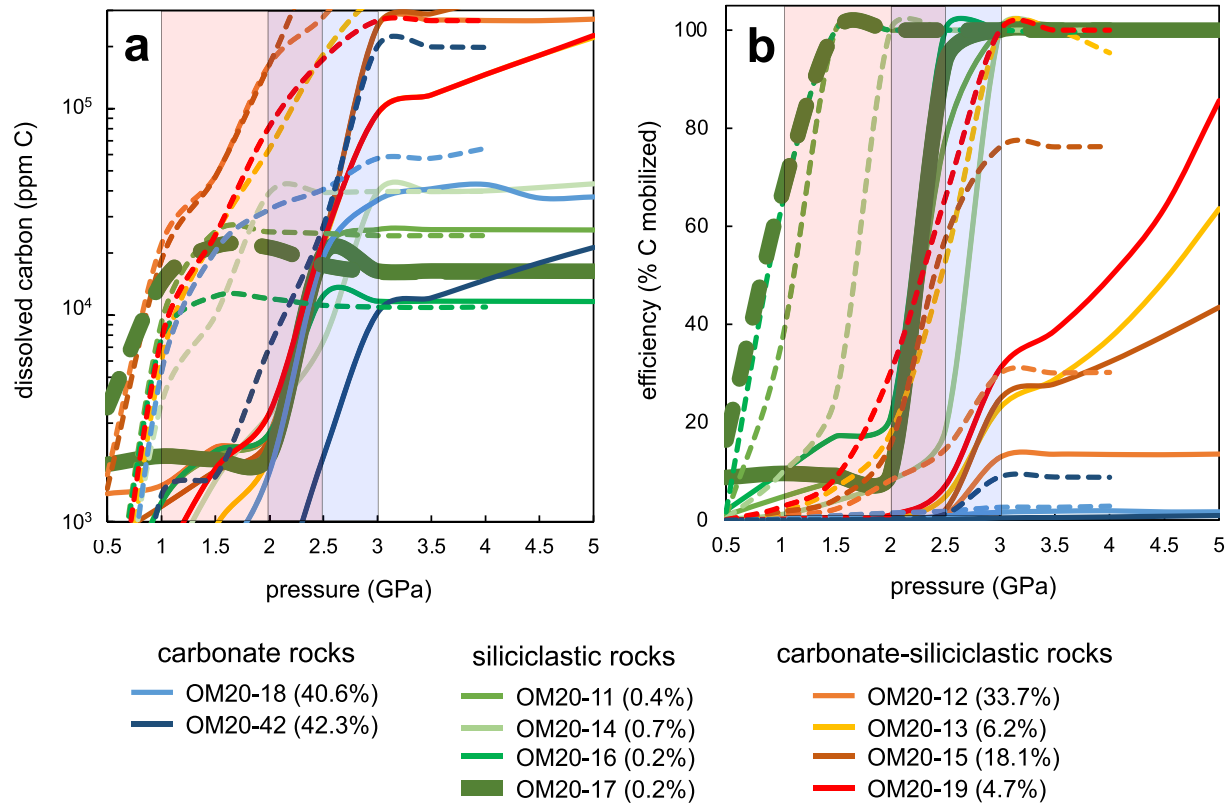 a
b
dissolved carbon (ppm C)
10^5
10^4
10^3
0.5 1 1.5 2 2.5 3 3.5 4 4.5 5
pressure (GPa)
efficiency (% C mobilized)
100
80
60
40
20
0
0.5 1 1.5 2 2.5 3 3.5 4 4.5 5
pressure (GPa)
carbonate rocks
OM20-18 (40.6%)
OM20-42 (42.3%)
siliciclastic rocks
OM20-11 (0.4%)
OM20-14 (0.7%)
OM20-16 (0.2%)
OM20-17 (0.2%)
carbonate-siliciclastic rocks
OM20-12 (33.7%)
OM20-13 (6.2%)
OM20-15 (18.1%)
OM20-19 (4.7%)